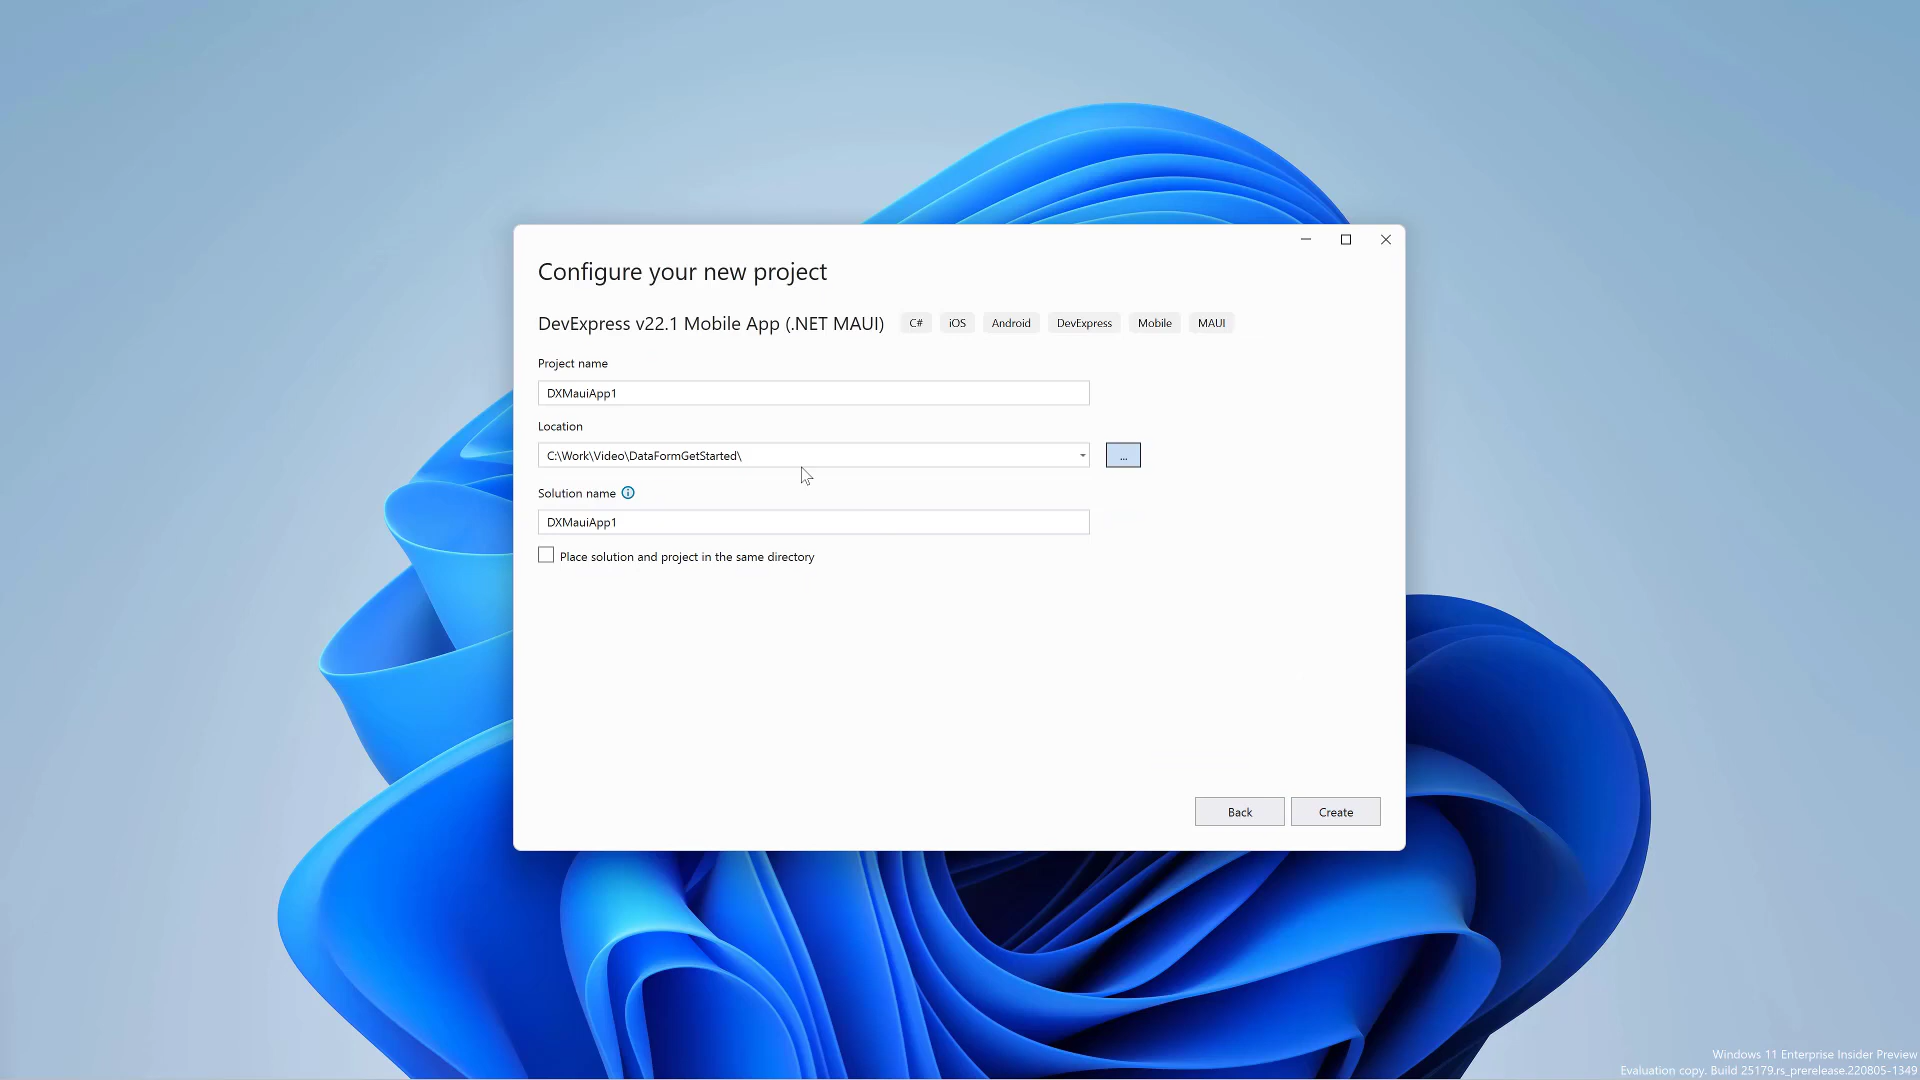 Configure your new project
DevExpress v22.1 Mobile App (.NET MAUI) C# iOS Android DevExpress Mobile MAUI
Project name
DXMauiApp1
Location
C:\Work\Video\DataFormGetStarted\
...
Solution name
DXMauiApp1
Place solution and project in the same directory
Back Create
Windows 11 Enterprise Insider Preview
Evaluation copy. Build 25179.rs_prerelease.220805-1349